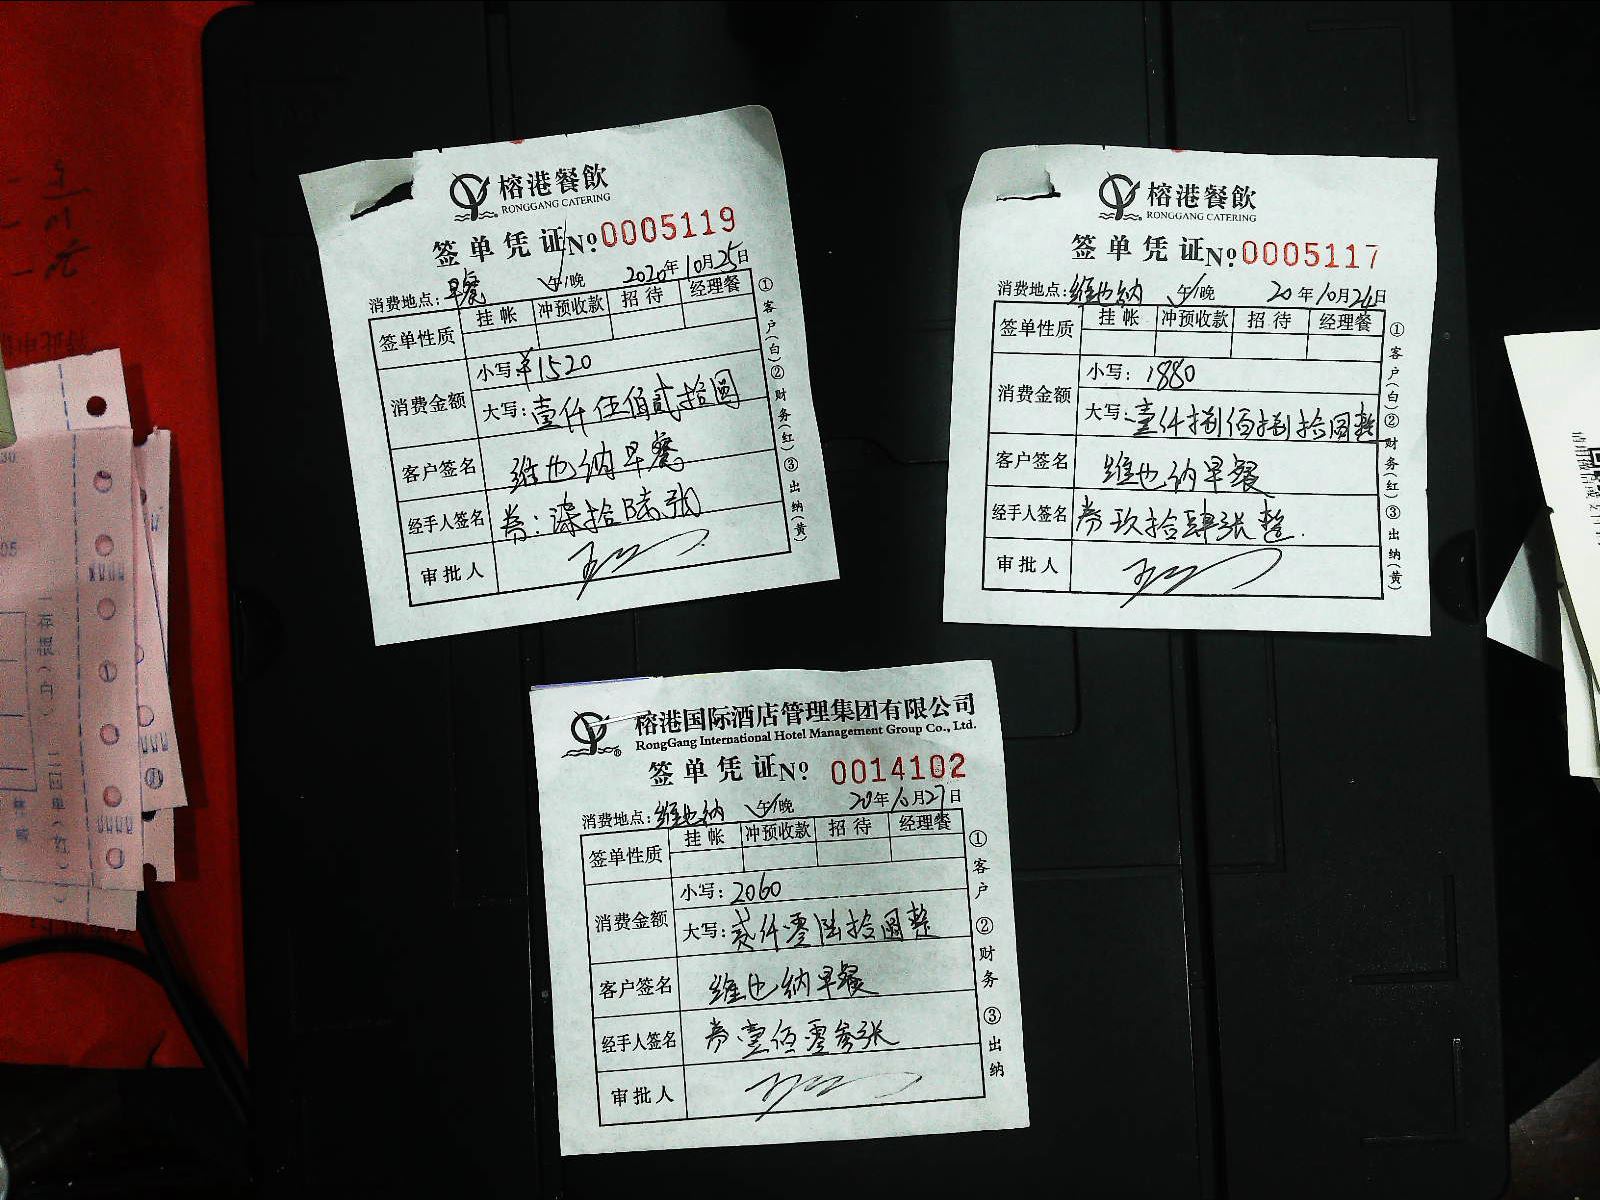 榕港餐飲
RONGGANG CATERING
签单凭证 № 0005119
消费地点：早餐 午/晚 2020年10月25日
签单性质 挂帐 冲预收款 招待 经理餐
消费金额 小写：¥1520
大写：壹仟伍佰贰拾圆
客户签名 维也纳早餐
经手人签名 券：柒拾陆张
审批人
①客户(白)②财务(红)③出纳(黄)
榕港餐飲
RONGGANG CATERING
签单凭证 № 0005117
消费地点：维也纳 午/晚 20年10月26日
签单性质 挂帐 冲预收款 招待 经理餐
消费金额 小写：1880
大写：壹仟捌佰捌拾圆整
客户签名 维也纳早餐
经手人签名 券玖拾肆张整.
审批人
①客户(白)②财务(红)③出纳(黄)
榕港国际酒店管理集团有限公司
RongGang International Hotel Management Group Co., Ltd.
签单凭证 № 0014102
消费地点：维也纳 午/晚 20年10月27日
签单性质 挂帐 冲预收款 招待 经理餐
消费金额 小写：2060
大写：贰仟零陆拾圆整
客户签名 维也纳早餐
经手人签名 券壹佰零叁张
审批人
①客户 ②财务 ③出纳
存根(白) 二回单(红)